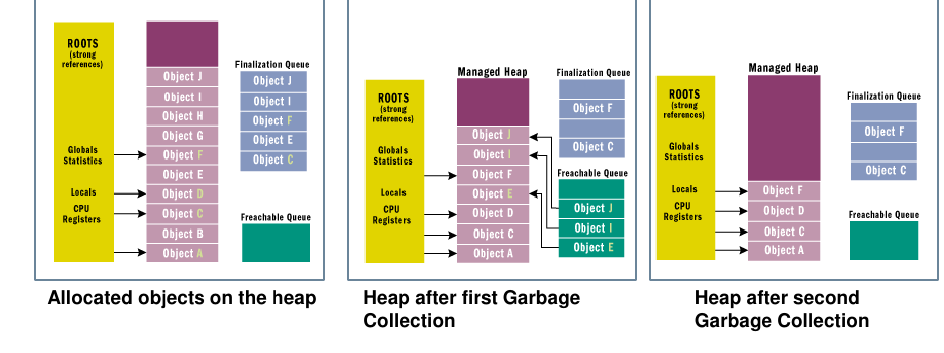 ROOTS
(strong
references)
Globals
Statistics
Locals
CPU
Registers
Object J
Object I
Object H
Object G
Object F
Object E
Object D
Object C
Object B
Object A
Finalization Queue
Object J
Object I
Object F
Object E
Object C
Freachable Queue
Allocated objects on the heap
ROOTS
(strong
references)
Globals
Statistics
Locals
CPU
Registers
Managed Heap
Object J
Object I
Object F
Object E
Object D
Object C
Object A
Finalization Queue
Object F
Object C
Freachable Queue
Object J
Object I
Object E
Heap after first Garbage
Collection
ROOTS
(strong
references)
Globals
Statistics
Locals
CPU
Registers
Managed Heap
Object F
Object D
Object C
Object A
Finalization Queue
Object F
Object C
Freachable Queue
Heap after second
Garbage Collection